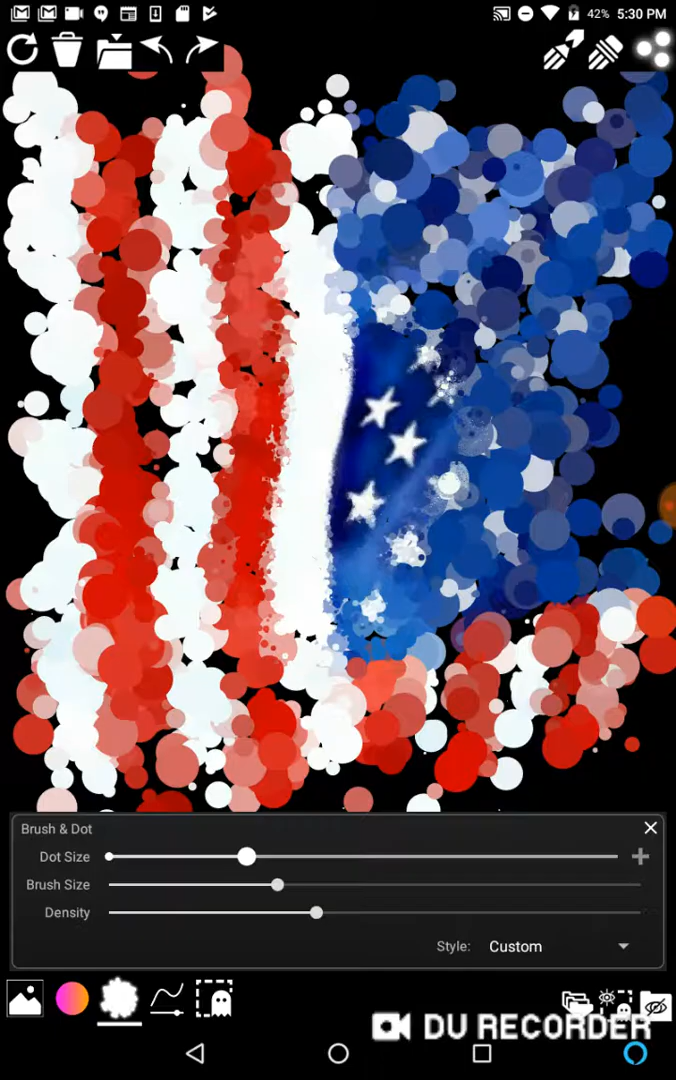 42% 5:30 PM
Brush & Dot
Dot Size
Brush Size
Density
Style: Custom
DU RECORDER